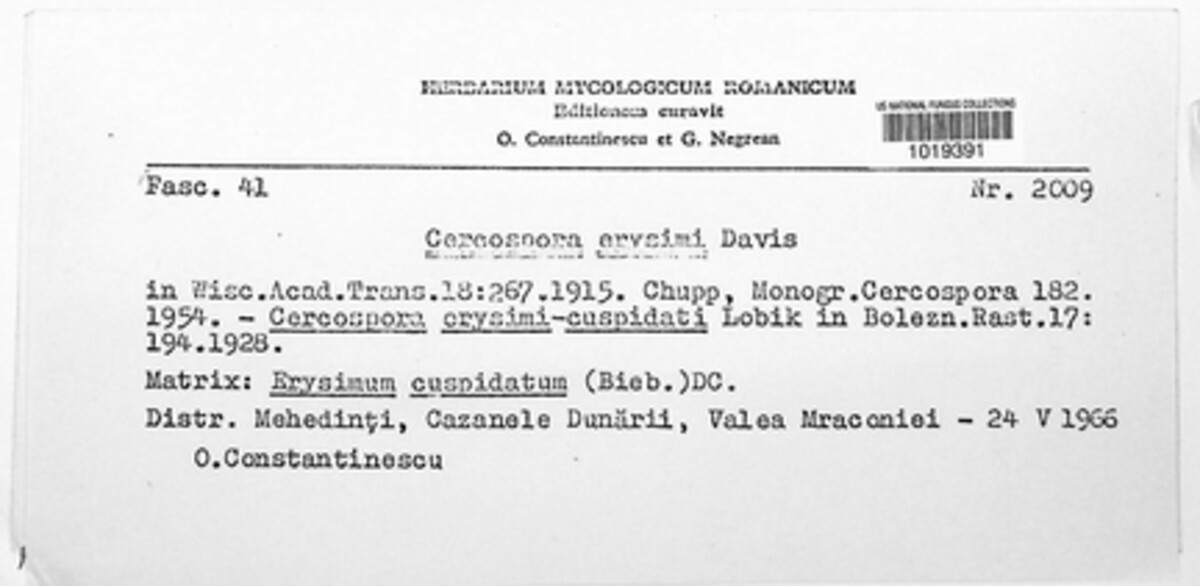 HERBARIUM MYCOLOGICUM ROMANICUM
Editionem curavit
O. Constantinescu et G. Negrean
US NATIONAL FUNGUS COLLECTIONS
1019391
Fasc. 41 Nr. 2009
Cercospora erysimi Davis
in Wisc.Acad.Trans.18:267.1915. Chupp, Monogr.Cercospora 182.
1954. - Cercospora erysimi-cuspidati Lobik in Bolezn.Rast.17:
194.1928.
Matrix: Erysimum cuspidatum (Bieb.)DC.
Distr. Mehedinţi, Cazanele Dunării, Valea Mraconiei - 24 V 1966
O.Constantinescu